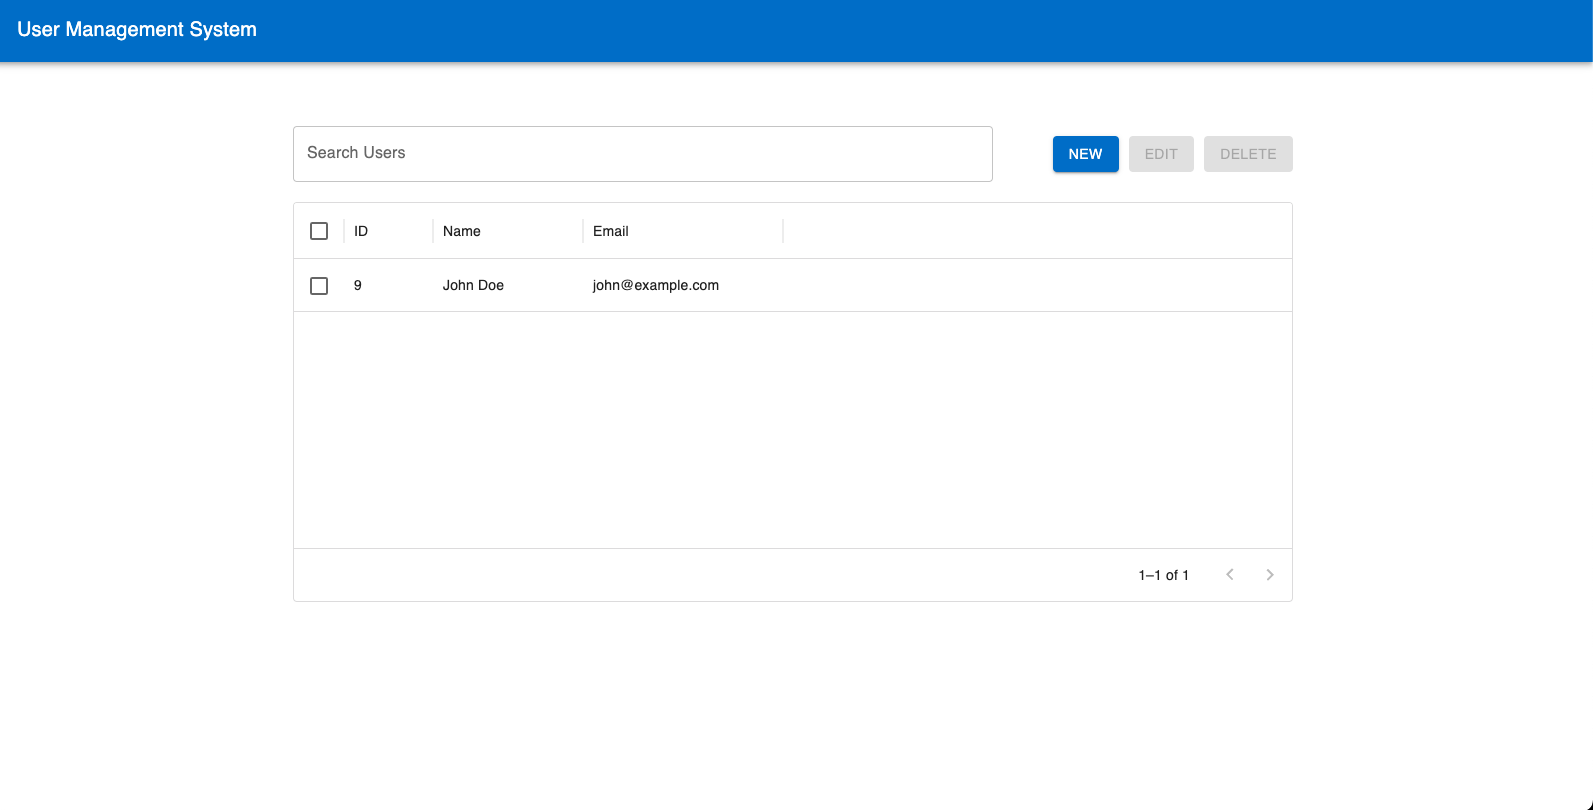 User Management System
Search Users
NEW EDIT DELETE
ID Name Email
9 John Doe john@example.com
1–1 of 1